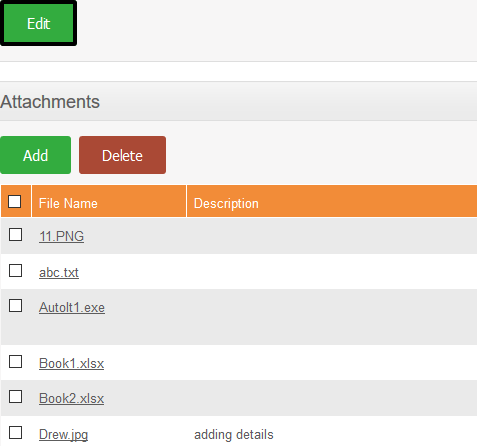 Edit
Attachments
Add Delete
File Name Description
11.PNG
abc.txt
AutoIt1.exe
Book1.xlsx
Book2.xlsx
Drew.jpg adding details